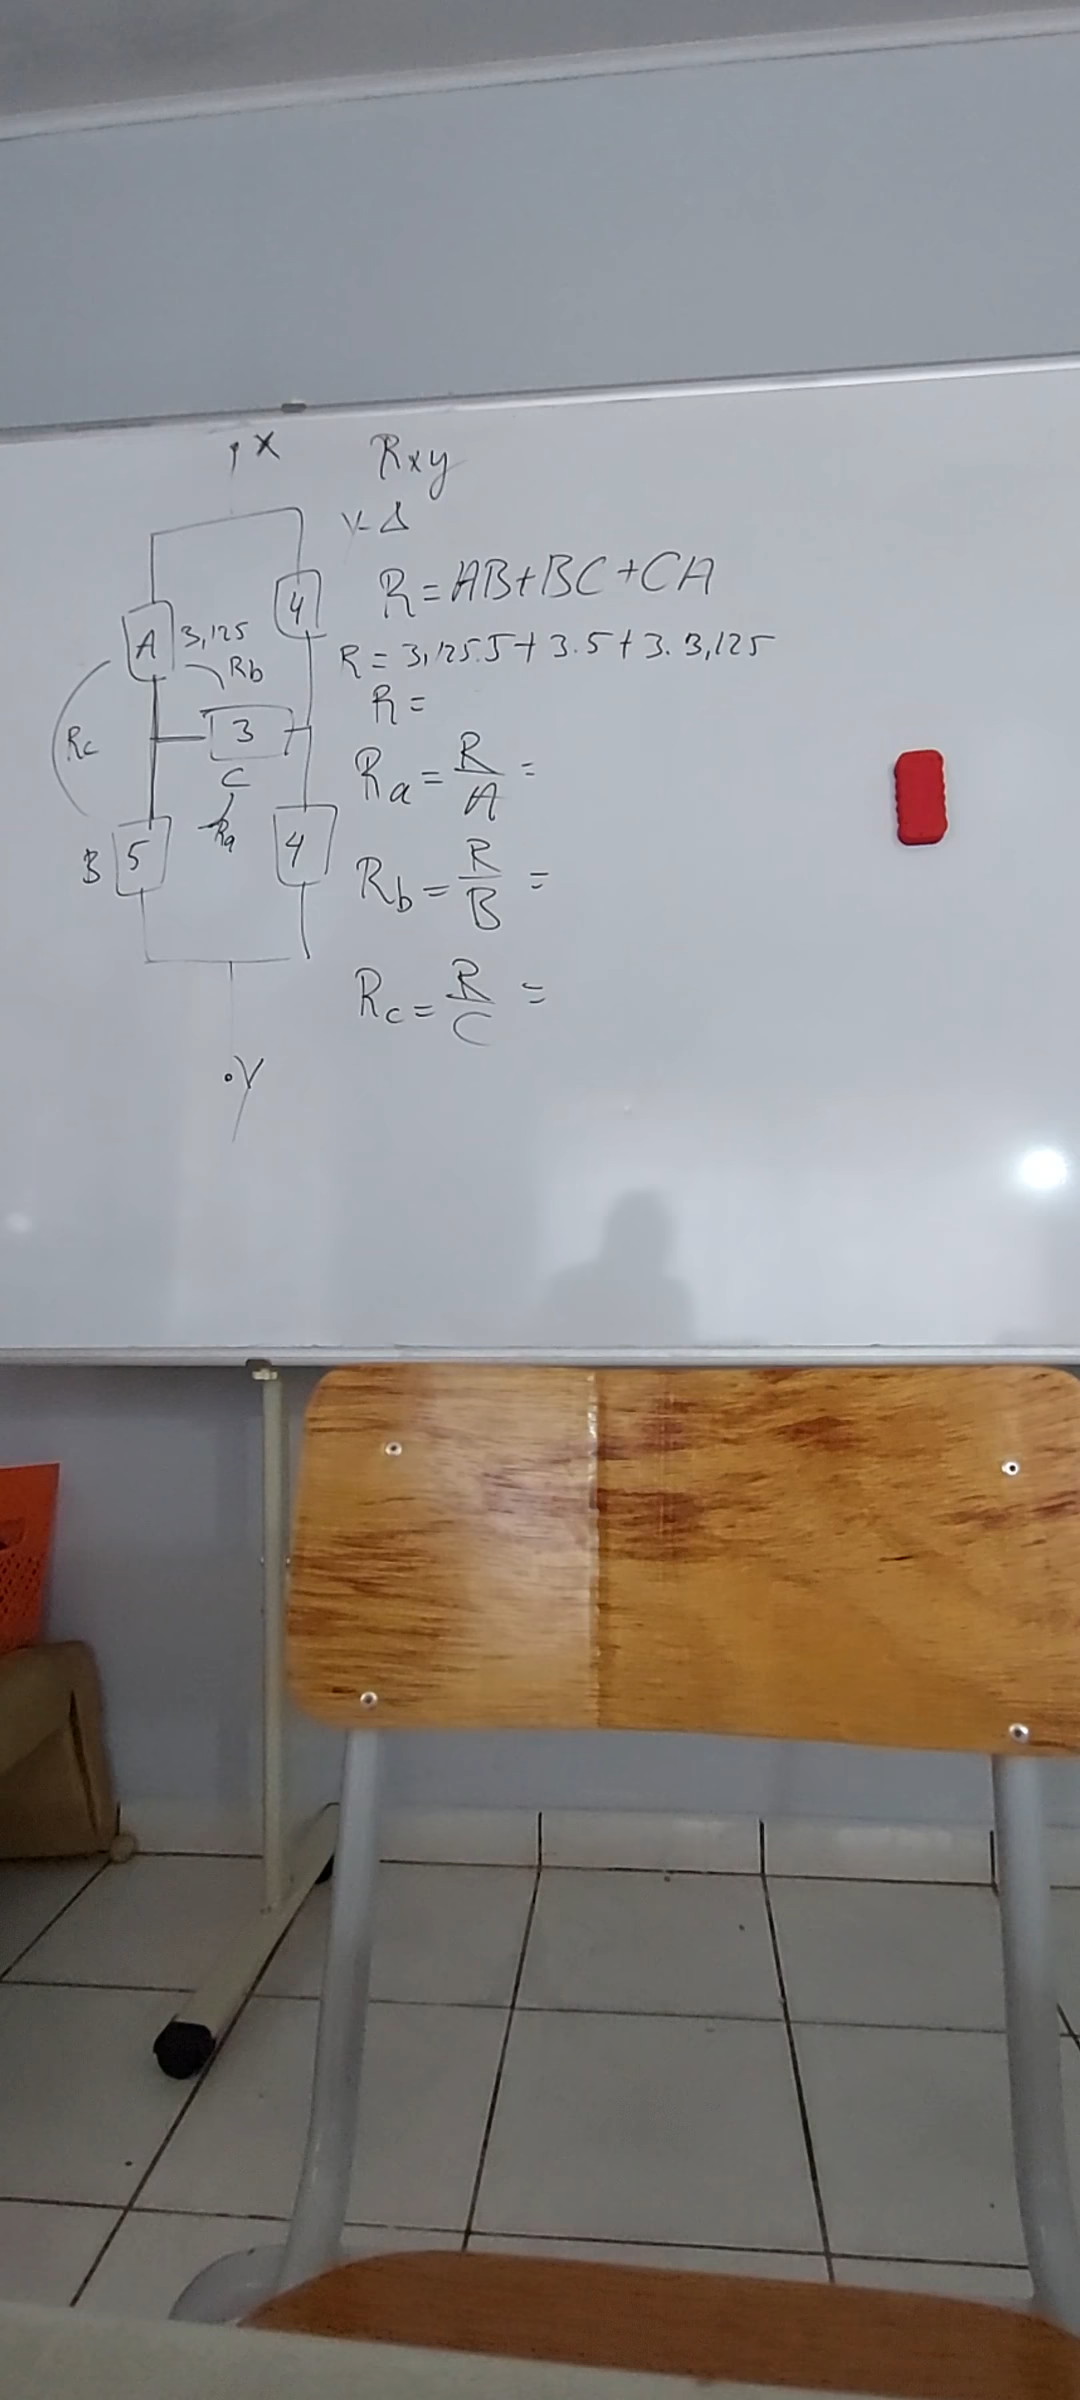 X
Rxy
Y-Δ
4
R=AB+BC+CA
A 3,125
R= 3,125.5+ 3.5+3.3,125
Rb
R=
Rc
3
C
Ra=R/A=
Ra
B 5
4
Rb=R/B=
Rc=R/C=
.Y